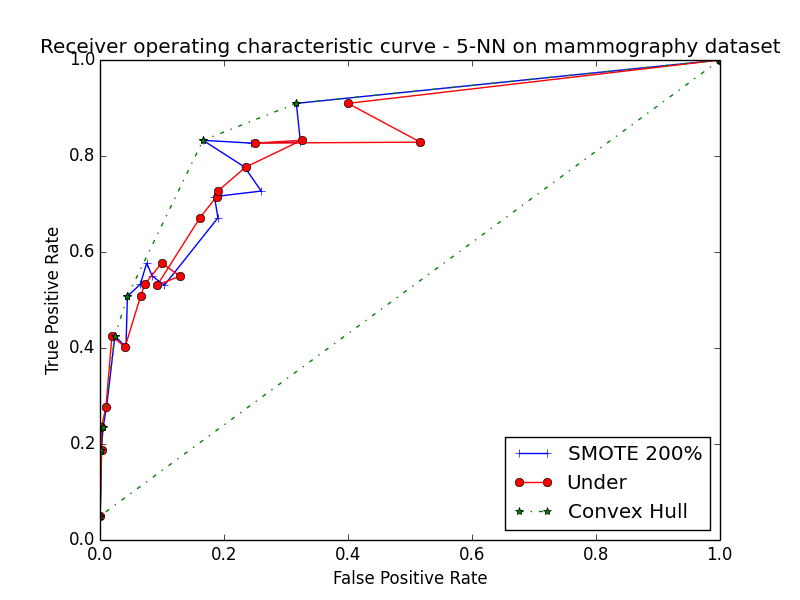 Receiver operating characteristic curve - 5-NN on mammography dataset
1.0
0.8
0.6
0.4
0.2
0.0
True Positive Rate
0.0 0.2 0.4 0.6 0.8 1.0
False Positive Rate
SMOTE 200%
Under
Convex Hull